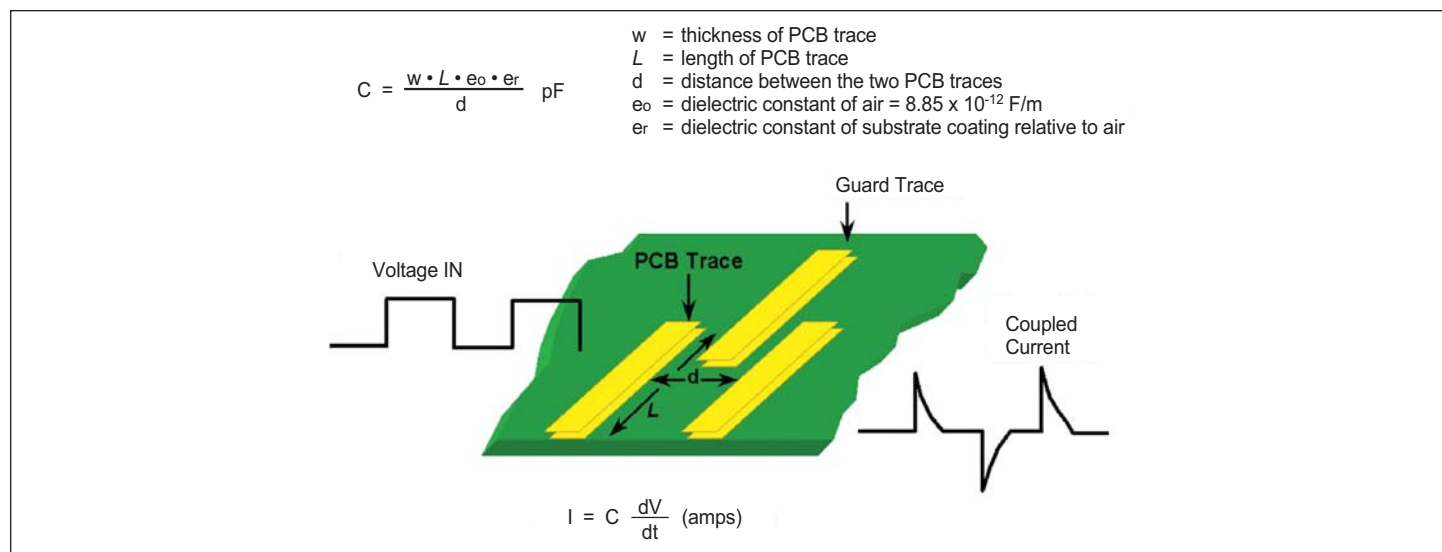 C = w • L • eo • er / d pF
w = thickness of PCB trace
L = length of PCB trace
d = distance between the two PCB traces
eo = dielectric constant of air = 8.85 x 10-12 F/m
er = dielectric constant of substrate coating relative to air
Guard Trace
PCB Trace
Voltage IN
d
L
Coupled
Current
I = C dV/dt (amps)